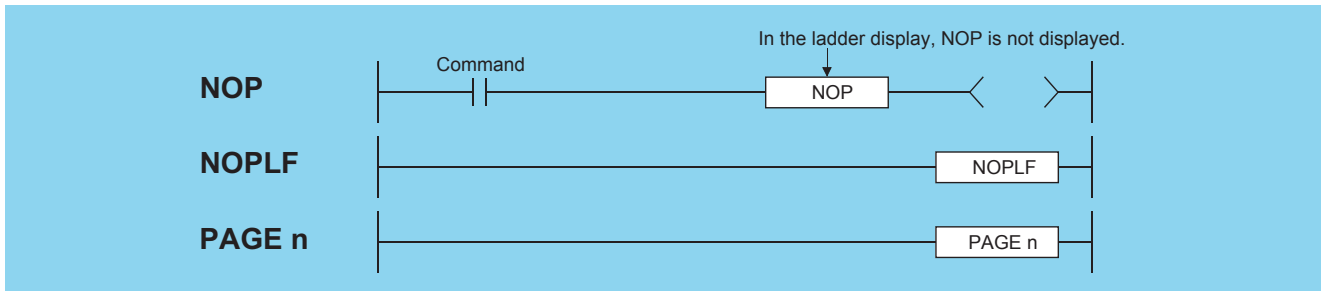 In the ladder display, NOP is not displayed.
Command
NOP
NOP
NOPLF
NOPLF
PAGE n
PAGE n